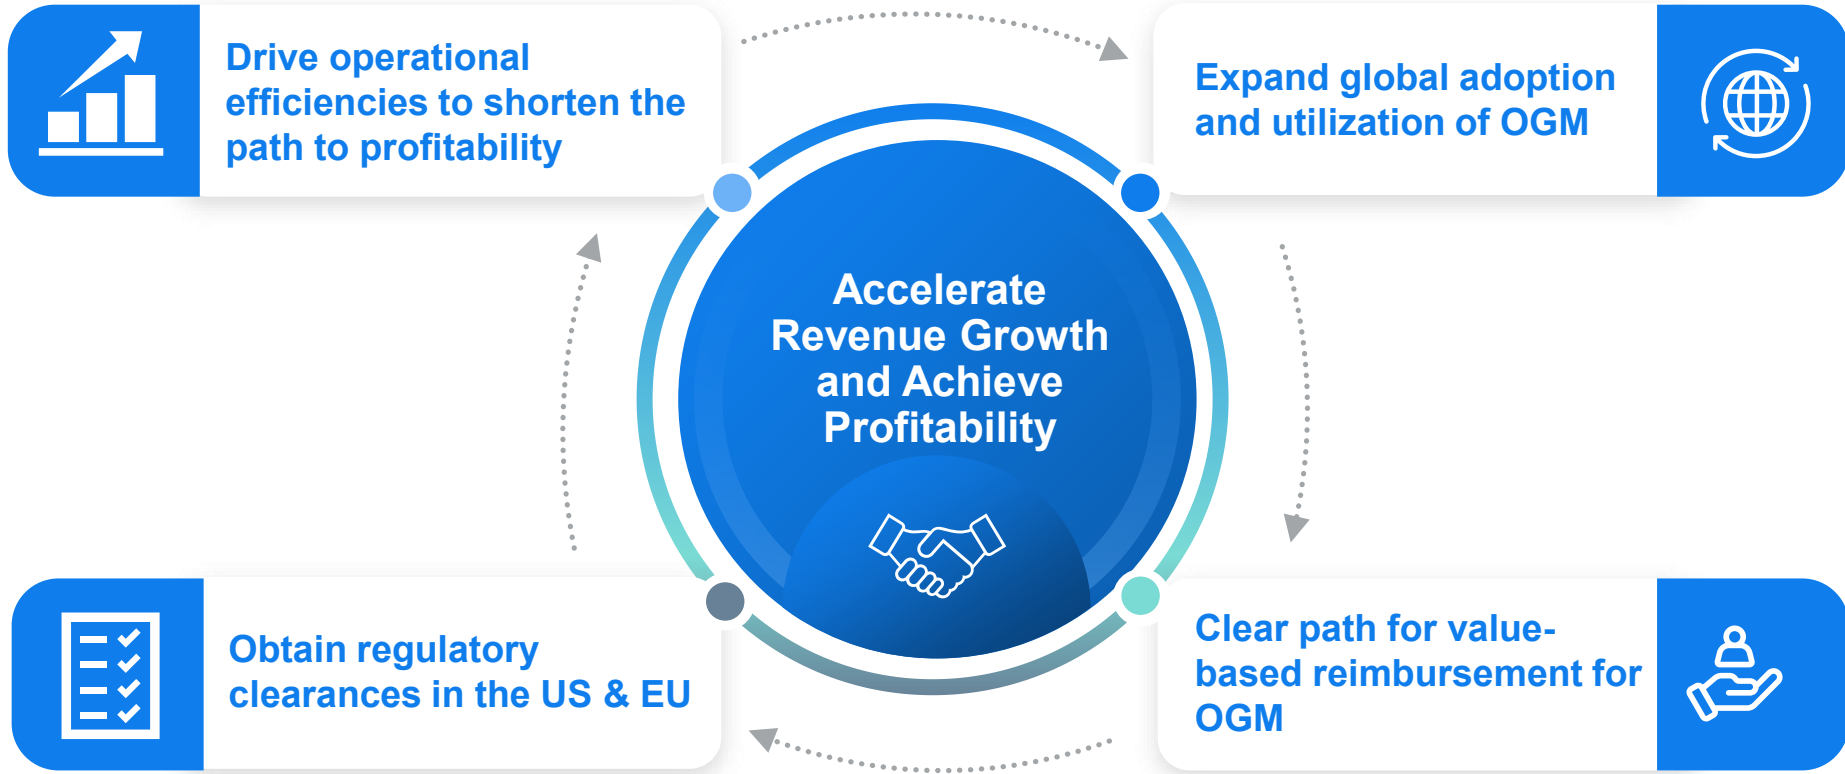 Drive operational
efficiencies to shorten the
path to profitability
Expand global adoption
and utilization of OGM
Accelerate
Revenue Growth
and Achieve
Profitability
Obtain regulatory
clearances in the US & EU
Clear path for value-
based reimbursement for
OGM